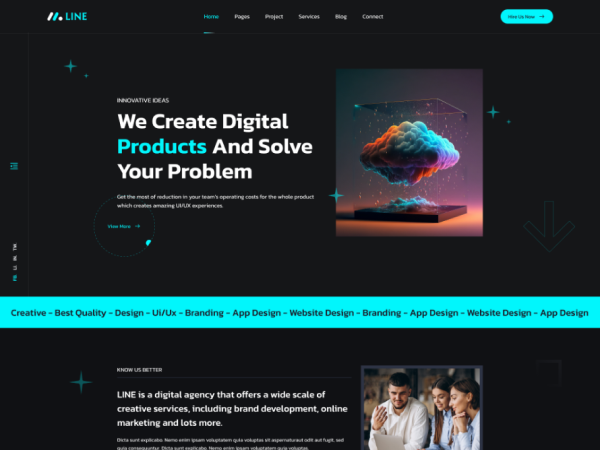 LINE
Home Pages Project Services Blog Connect
Hire Us Now
INNOVATIVE IDEAS
We Create Digital
Products And Solve
Your Problem
Get the most of reduction in your team's operating costs for the whole product
which creates amazing UI/UX experiences.
View More
TW.
IN.
LI.
FB.
Creative - Best Quality - Design - Ui/Ux - Branding - App Design - Website Design - Branding - App Design - Website Design - App Design
KNOW US BETTER
LINE is a digital agency that offers a wide scale of
creative services, including brand development, online
marketing and lots more.
Dicta sunt explicabo. Nemo enim ipsam voluptatem quia voluptas sit aspernaturaut odit aut fugit, sed
quia consequuntur. Dicta sunt explicabo. Nemo enim ipsam voluptatem quia voluptas.